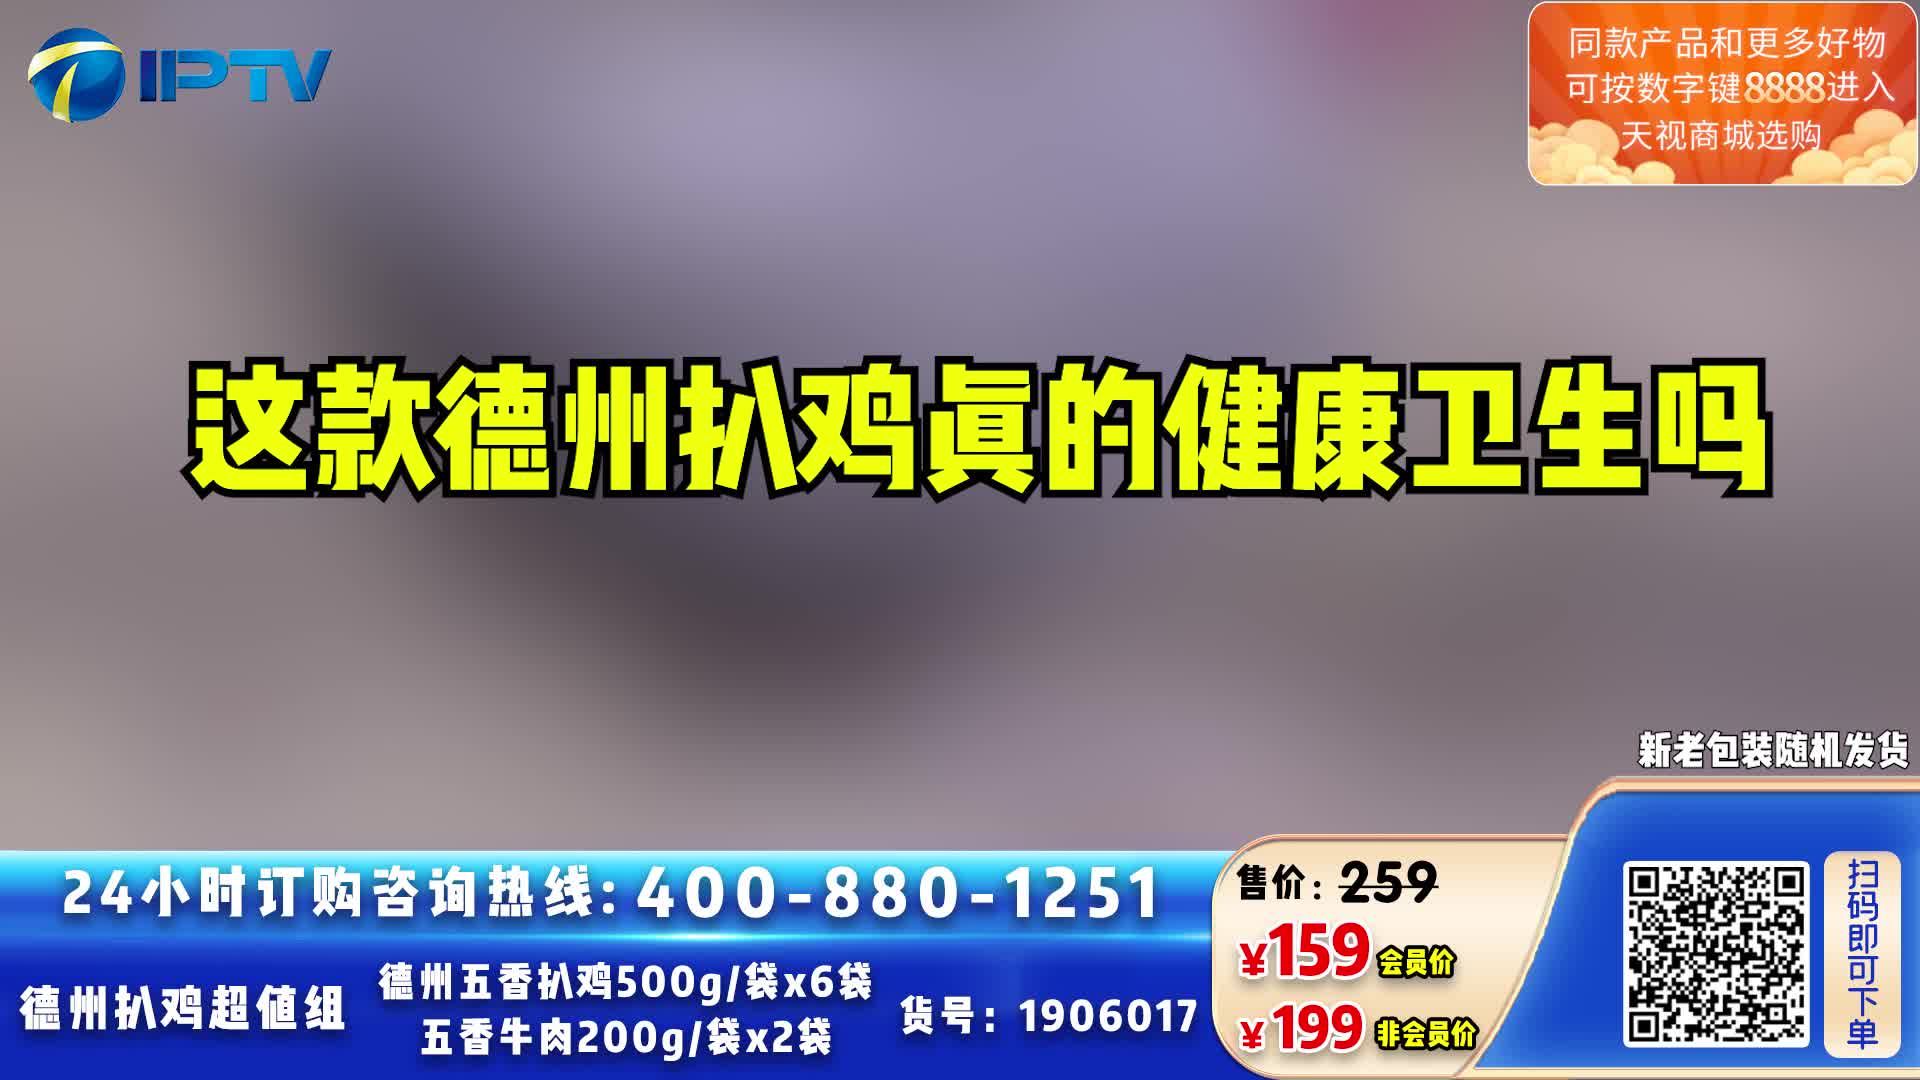 IPTV
同款产品和更多好物
可按数字键8888进入
天视商城选购
这款德州扒鸡真的健康卫生吗
新老包装随机发货
24小时订购咨询热线: 400-880-1251
德州扒鸡超值组
德州五香扒鸡500g/袋x6袋
五香牛肉200g/袋x2袋
货号: 1906017
售价: 259
¥159 会员价
¥199 非会员价
扫码即可下单